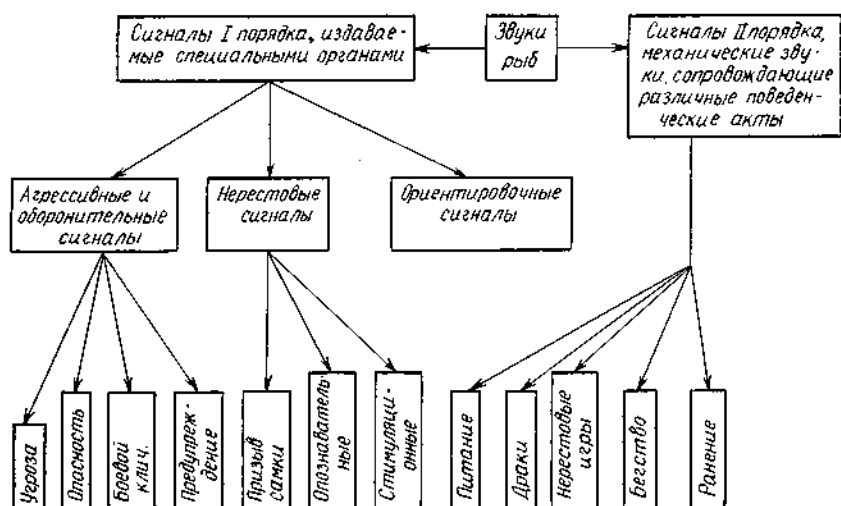 Сигналы I порядка, издавае-
мые специальными органами
Звуки
рыб
Сигналы II порядка,
механические зву-
ки, сопровождающие
различные поведен-
ческие акты
Агрессивные и
оборонительные
сигналы
Нерестовые
сигналы
Ориентировочные
сигналы
Угроза
Опасность
Боевой
клич.
Предупреж-
дение
Призыв
самки
Опознаватель-
ные
Стимуляци-
онные
Питание
Драки
Нерестовые
игры
Бегство
Ранение